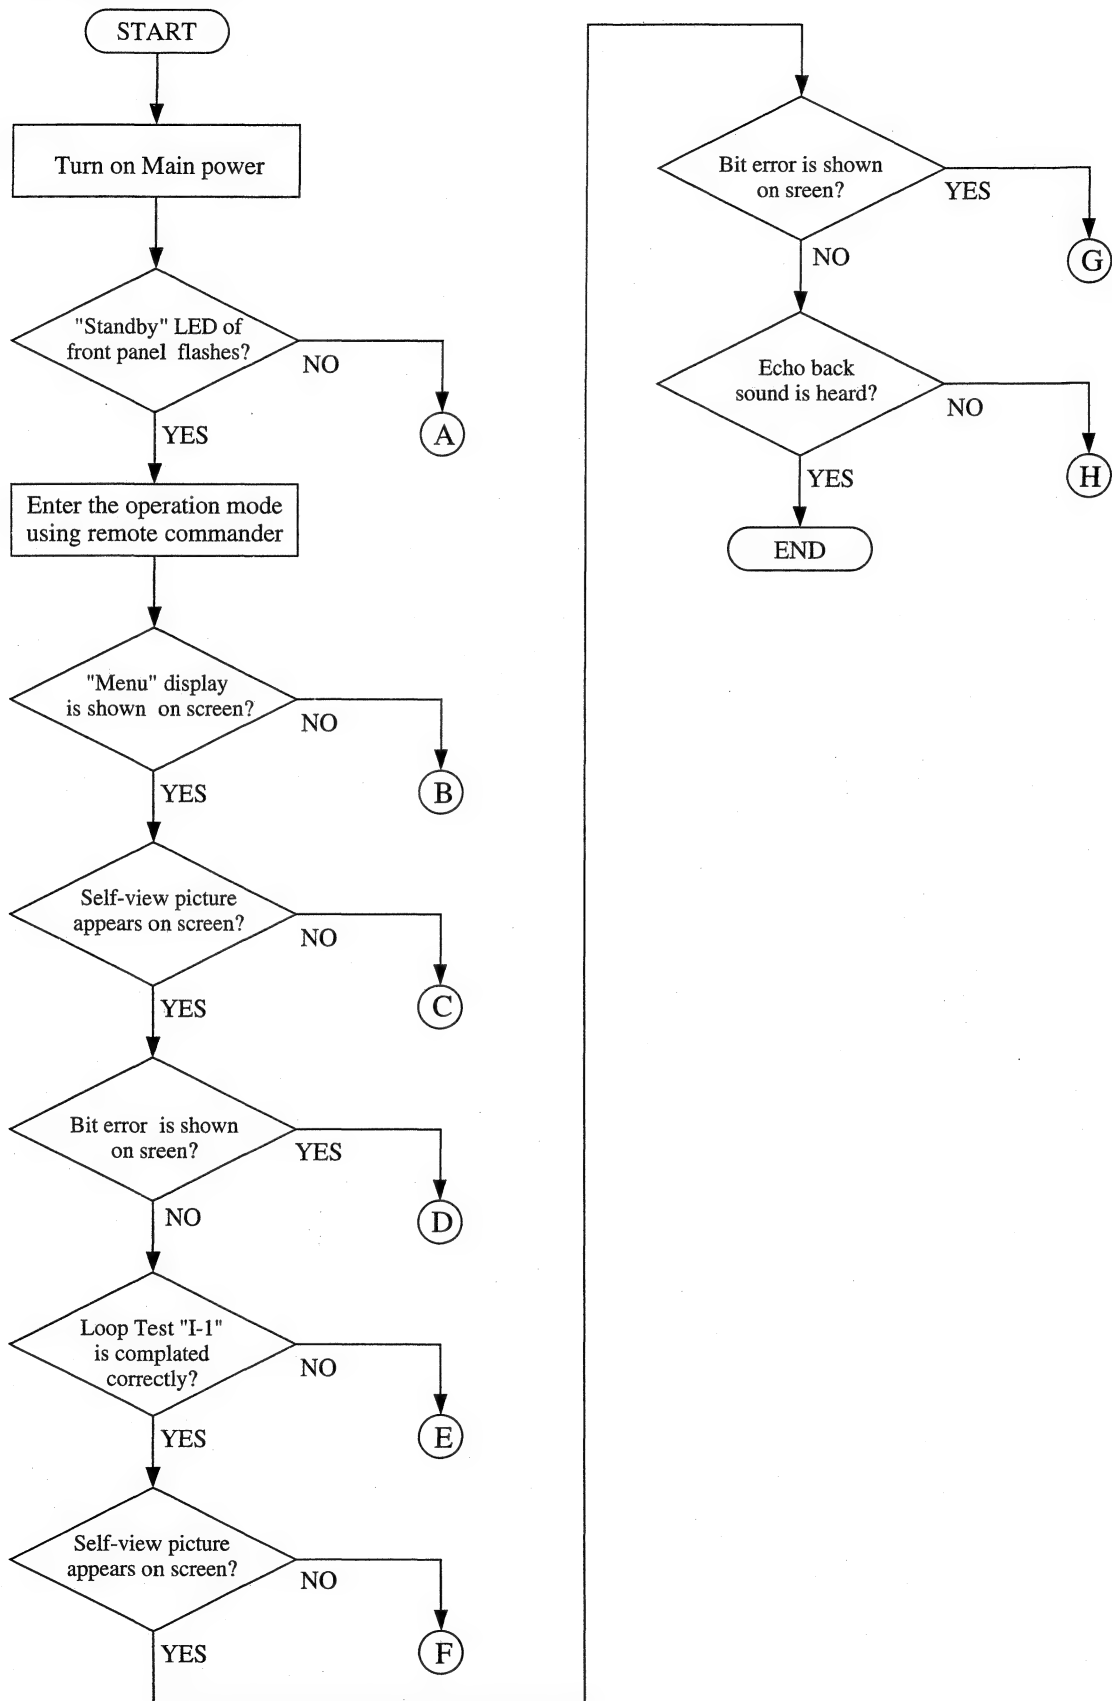 START
Turn on Main power
"Standby" LED of
front panel flashes?
NO
A
YES
Enter the operation mode
using remote commander
"Menu" display
is shown on screen?
NO
B
YES
Self-view picture
appears on screen?
NO
C
YES
Bit error is shown
on sreen?
YES
D
NO
Loop Test "I-1"
is complated
correctly?
NO
E
YES
Self-view picture
appears on screen?
NO
F
YES
Bit error is shown
on sreen?
YES
G
NO
Echo back
sound is heard?
NO
H
YES
END